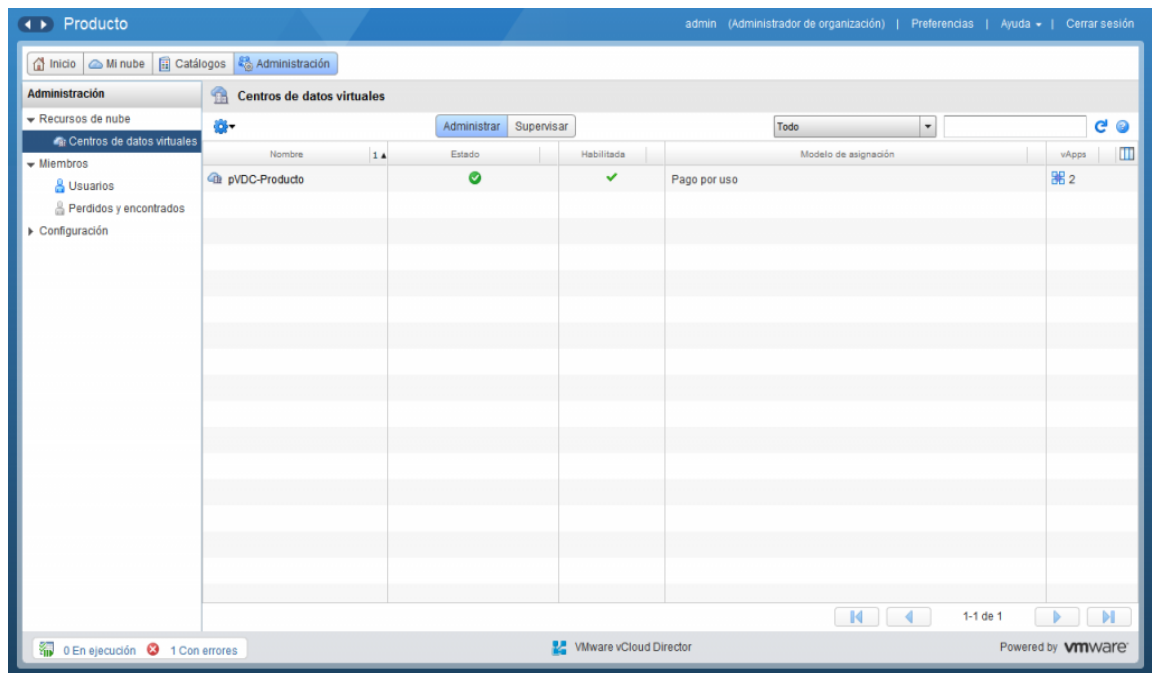 Producto
admin (Administrador de organización) | Preferencias | Ayuda | Cerrar sesión
Inicio Mi nube Catálogos Administración
Administración
Centros de datos virtuales
Recursos de nube
Centros de datos virtuales
Miembros
Usuarios
Perdidos y encontrados
Configuración
Administrar Supervisar Todo
Nombre 1 Estado Habilitada Modelo de asignación vApps
pVDC-Producto Pago por uso 2
1-1 de 1
0 En ejecución 1 Con errores
VMware vCloud Director
Powered by vmware